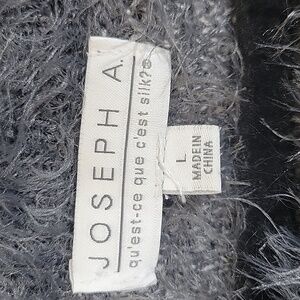 JOSEPH A.
qu'est-ce que c'est silk?®
L
MADE IN
CHINA